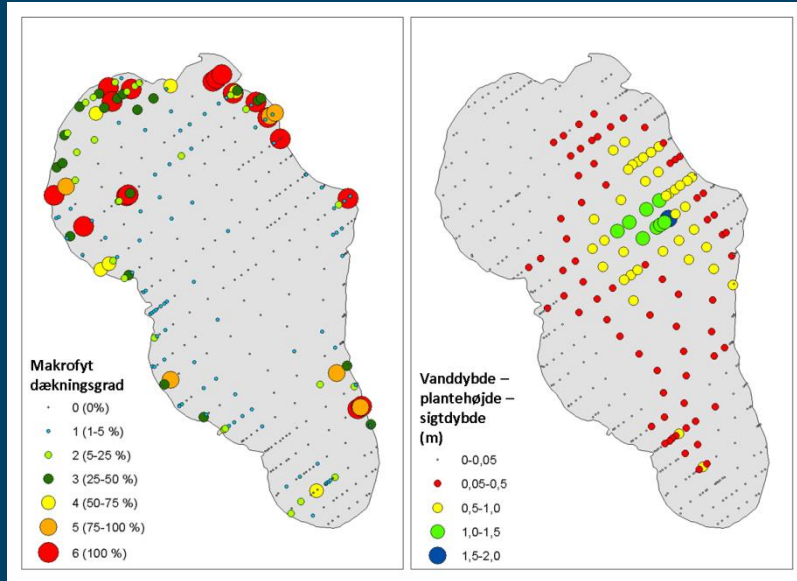 Makrofyt
dækningsgrad
0 (0%)
1 (1-5 %)
2 (5-25 %)
3 (25-50 %)
4 (50-75 %)
5 (75-100 %)
6 (100 %)
Vanddybde –
plantehøjde –
sigtdybde
(m)
0-0,05
0,05-0,5
0,5-1,0
1,0-1,5
1,5-2,0